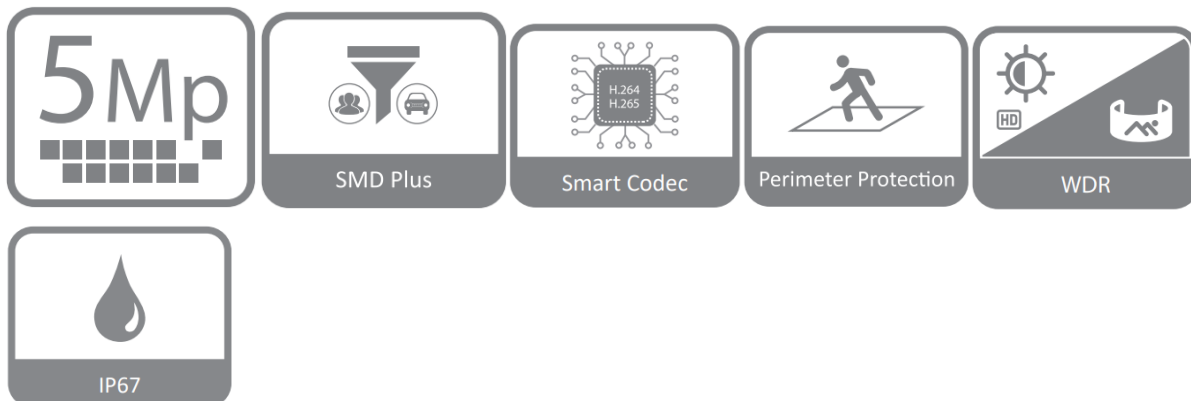 5Mp
SMD Plus
H.264
H.265
Smart Codec
Perimeter Protection
HD
WDR
IP67